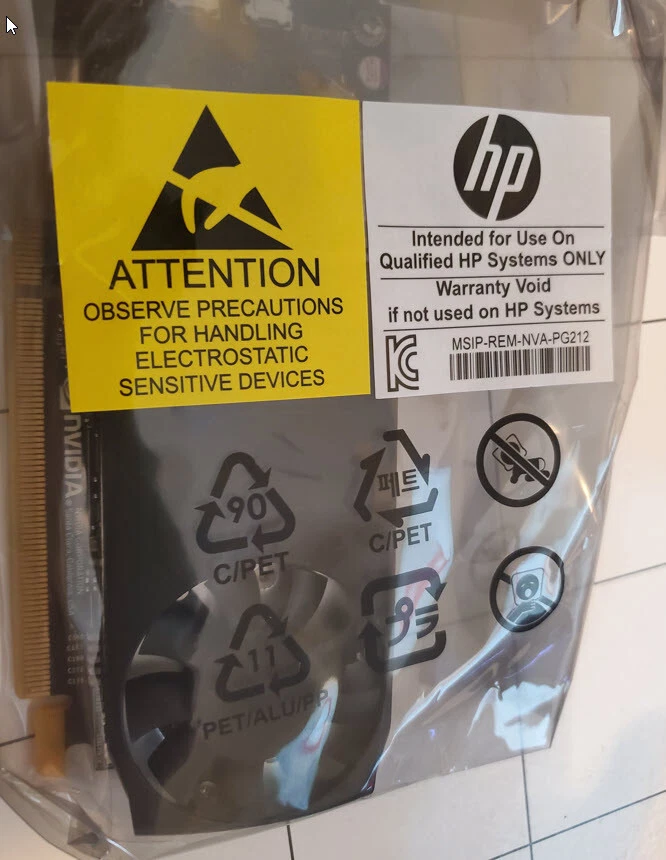 ATTENTION
OBSERVE PRECAUTIONS
FOR HANDLING
ELECTROSTATIC
SENSITIVE DEVICES
hp
Intended for Use On
Qualified HP Systems ONLY
Warranty Void
if not used on HP Systems
MSIP-REM-NVA-PG212
nVIDIA
90
C/PET
페트
C/PET
11
PET/ALU/PP